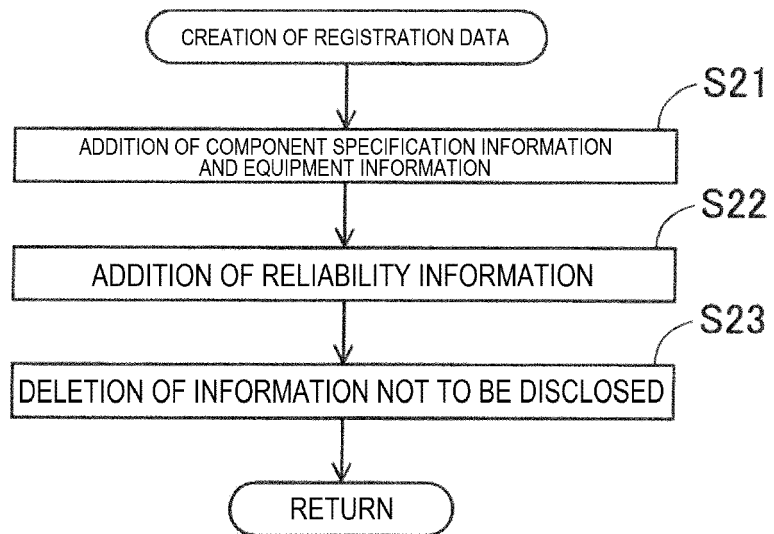 CREATION OF REGISTRATION DATA
S21
ADDITION OF COMPONENT SPECIFICATION INFORMATION
AND EQUIPMENT INFORMATION
S22
ADDITION OF RELIABILITY INFORMATION
S23
DELETION OF INFORMATION NOT TO BE DISCLOSED
RETURN